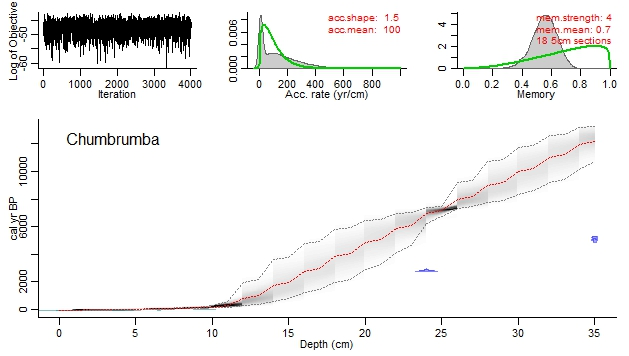 Log of Objective
-50
-60
0
1000
2000
3000
4000
Iteration
0.006
0.000
acc.shape: 1.5
acc.mean: 100
0
200
400
600
800
Acc. rate (yr/cm)
4
2
0
mem.strength: 4
mem.mean: 0.7
18 5cm sections
0.0
0.2
0.4
0.6
0.8
1.0
Memory
Chumbrumba
cal yr BP
10000
6000
2000
0
0
5
10
15
20
25
30
35
Depth (cm)